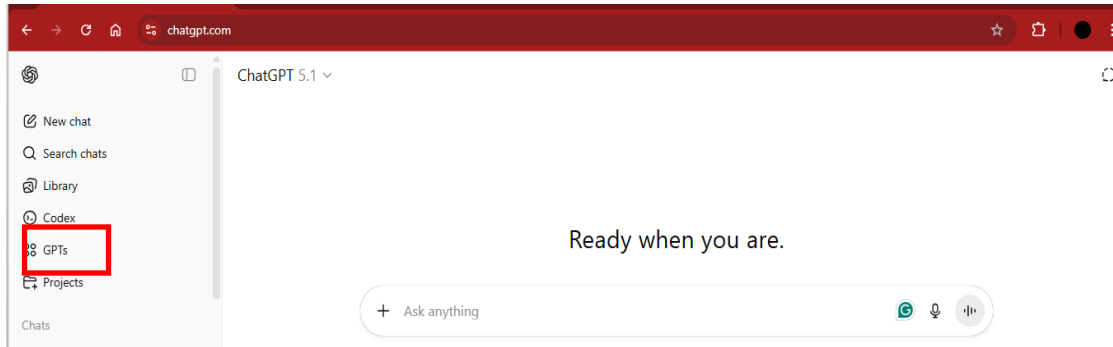 chatgpt.com
ChatGPT 5.1
New chat
Search chats
Library
Codex
GPTs
Projects
Chats
Ready when you are.
Ask anything